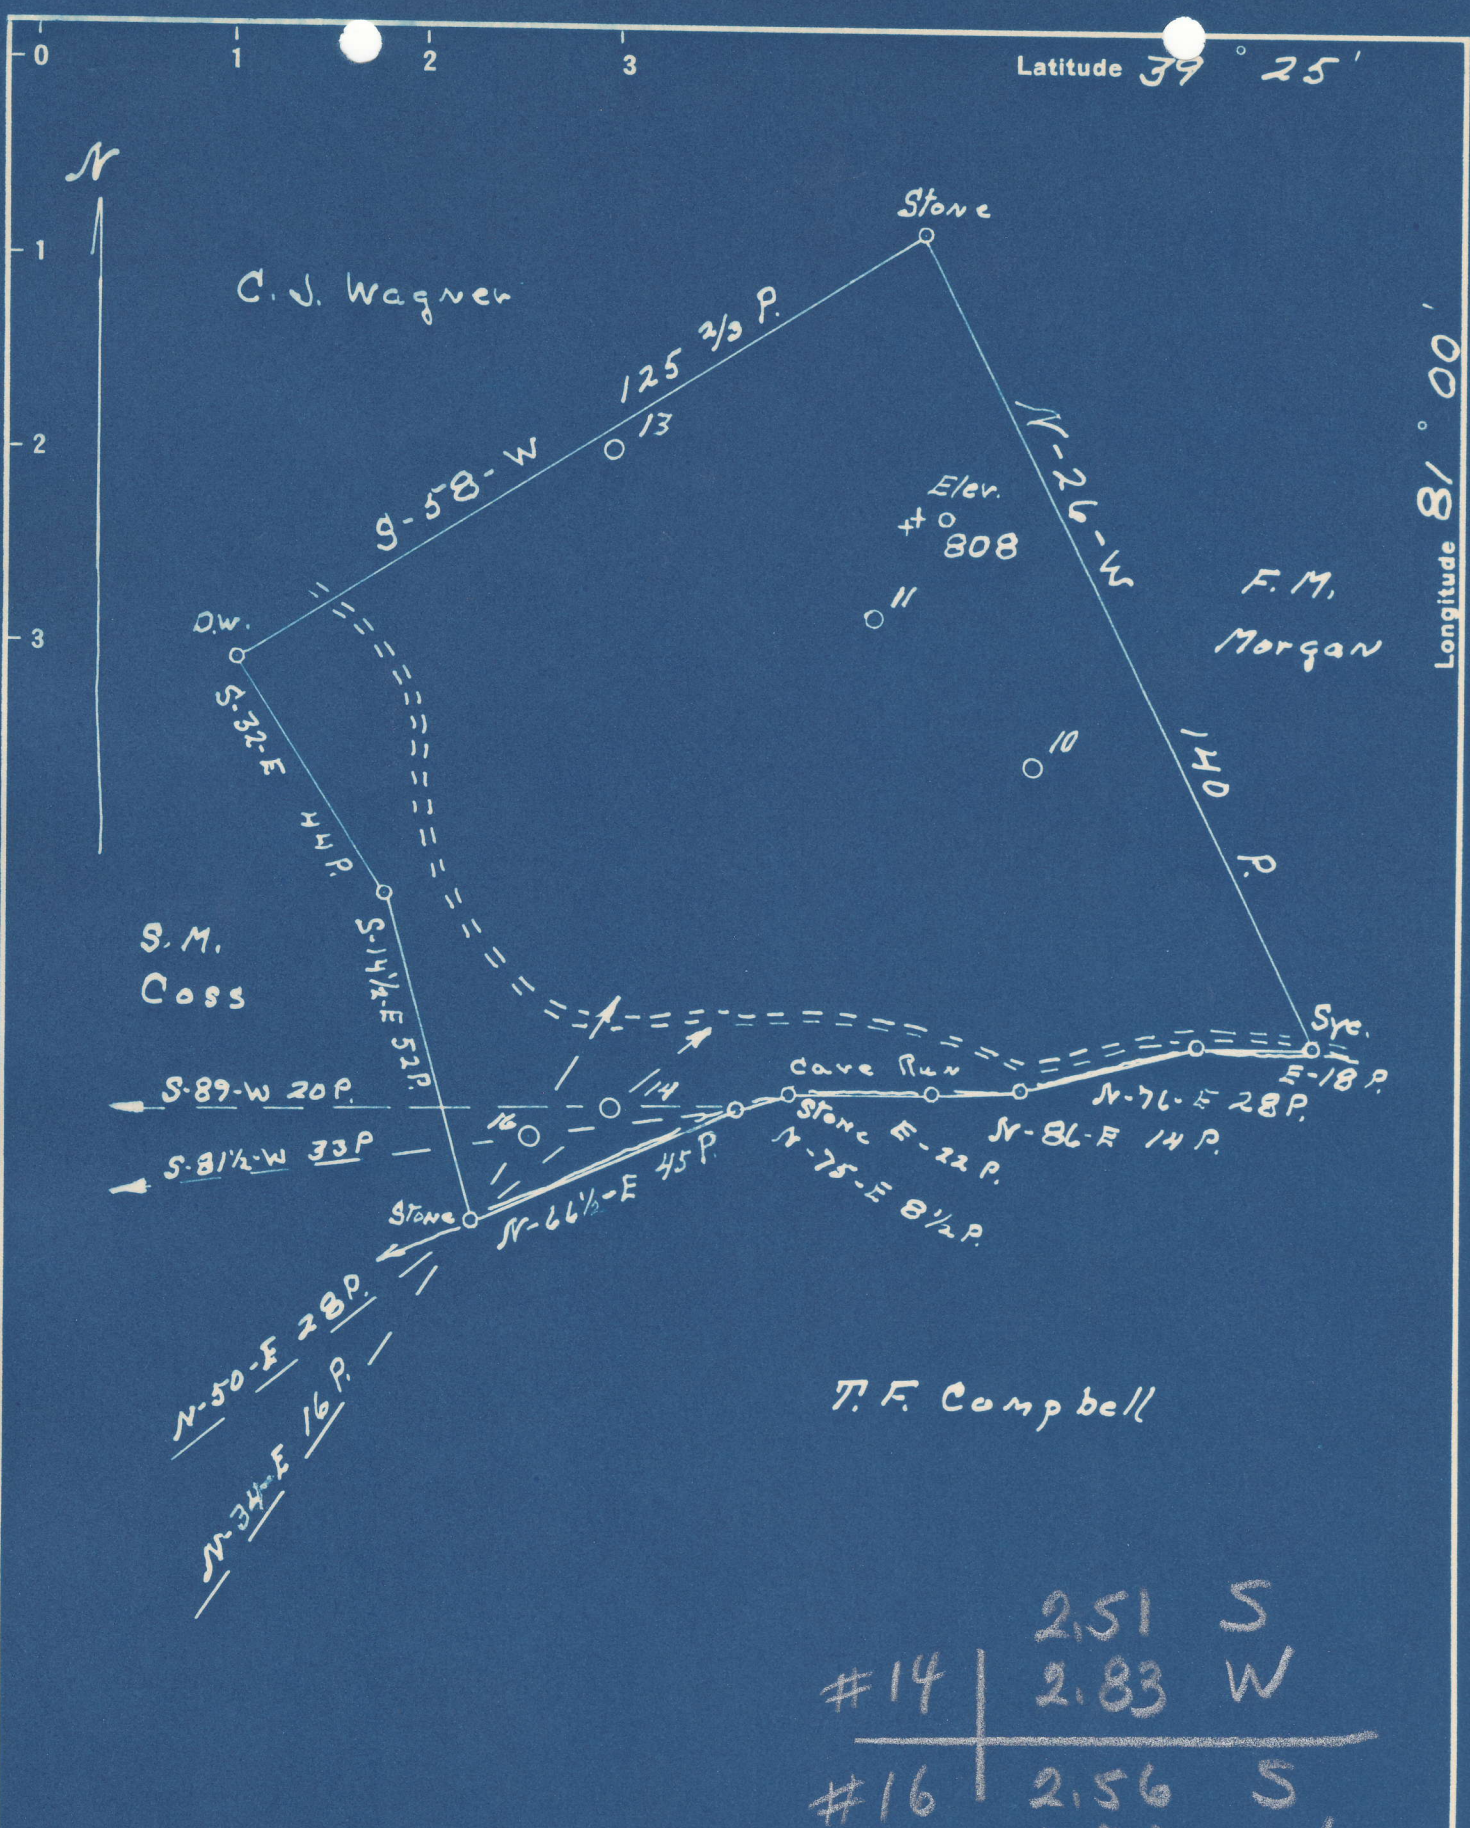 0 1 2 3
Latitude 39° 25'
N
1
2
3
Longitude 81° 00'
Stone
C. J. Wagner
S-58-W 125 2/3 P.
13
N-26-W 140 P.
Elev.
808
11
F. M.
Morgan
D.W.
S-32-E 44 P.
10
S. M.
Coss
S-14½-E 52 P.
Syc.
E-18 P.
Cave Run
N-76-E 28 P.
S-89-W 20 P.
14
Stone E-22 P.
N-86-E 14 P.
16
S-81½-W 33 P
N-75-E 8½ P.
Stone
N-66½-E 45 P.
N-50-E 28 P.
N-34-E 16 P.
T. F. Campbell
2.51 S
#14 2.83 W
#16 2.56 S